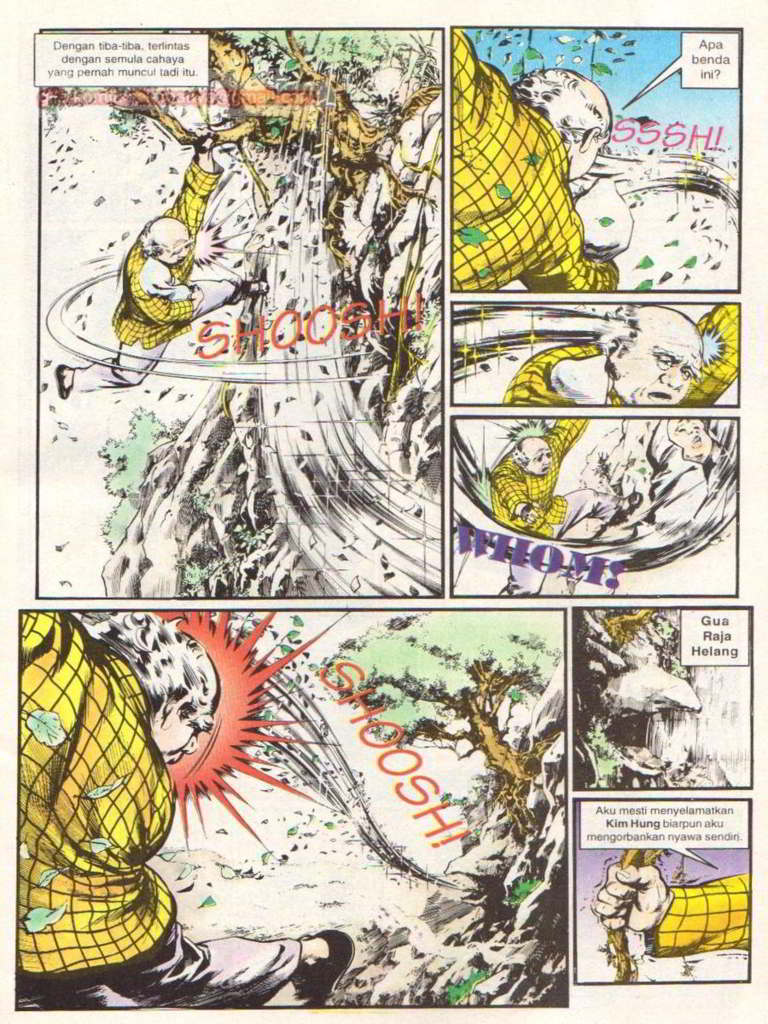 Dengan tiba-tiba, terlintas
dengan semula cahaya
yang pernah muncul tadi itu.
SHOOSH!
Apa
benda
ini?
SSSH!
WHOM!
SHOOSH!
Gua
Raja
Helang
Aku mesti menyelamatkan
Kim Hung biarpun aku
mengorbankan nyawa sendiri.